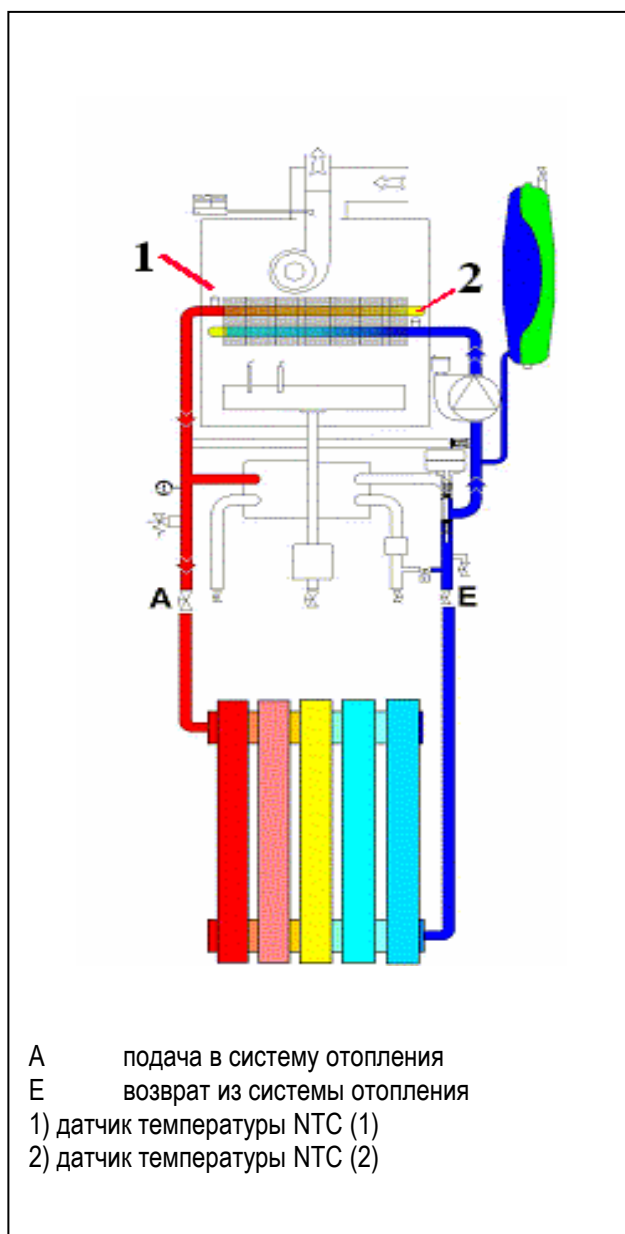 1
2
A
E
A подача в систему отопления
E возврат из системы отопления
1) датчик температуры NTC (1)
2) датчик температуры NTC (2)